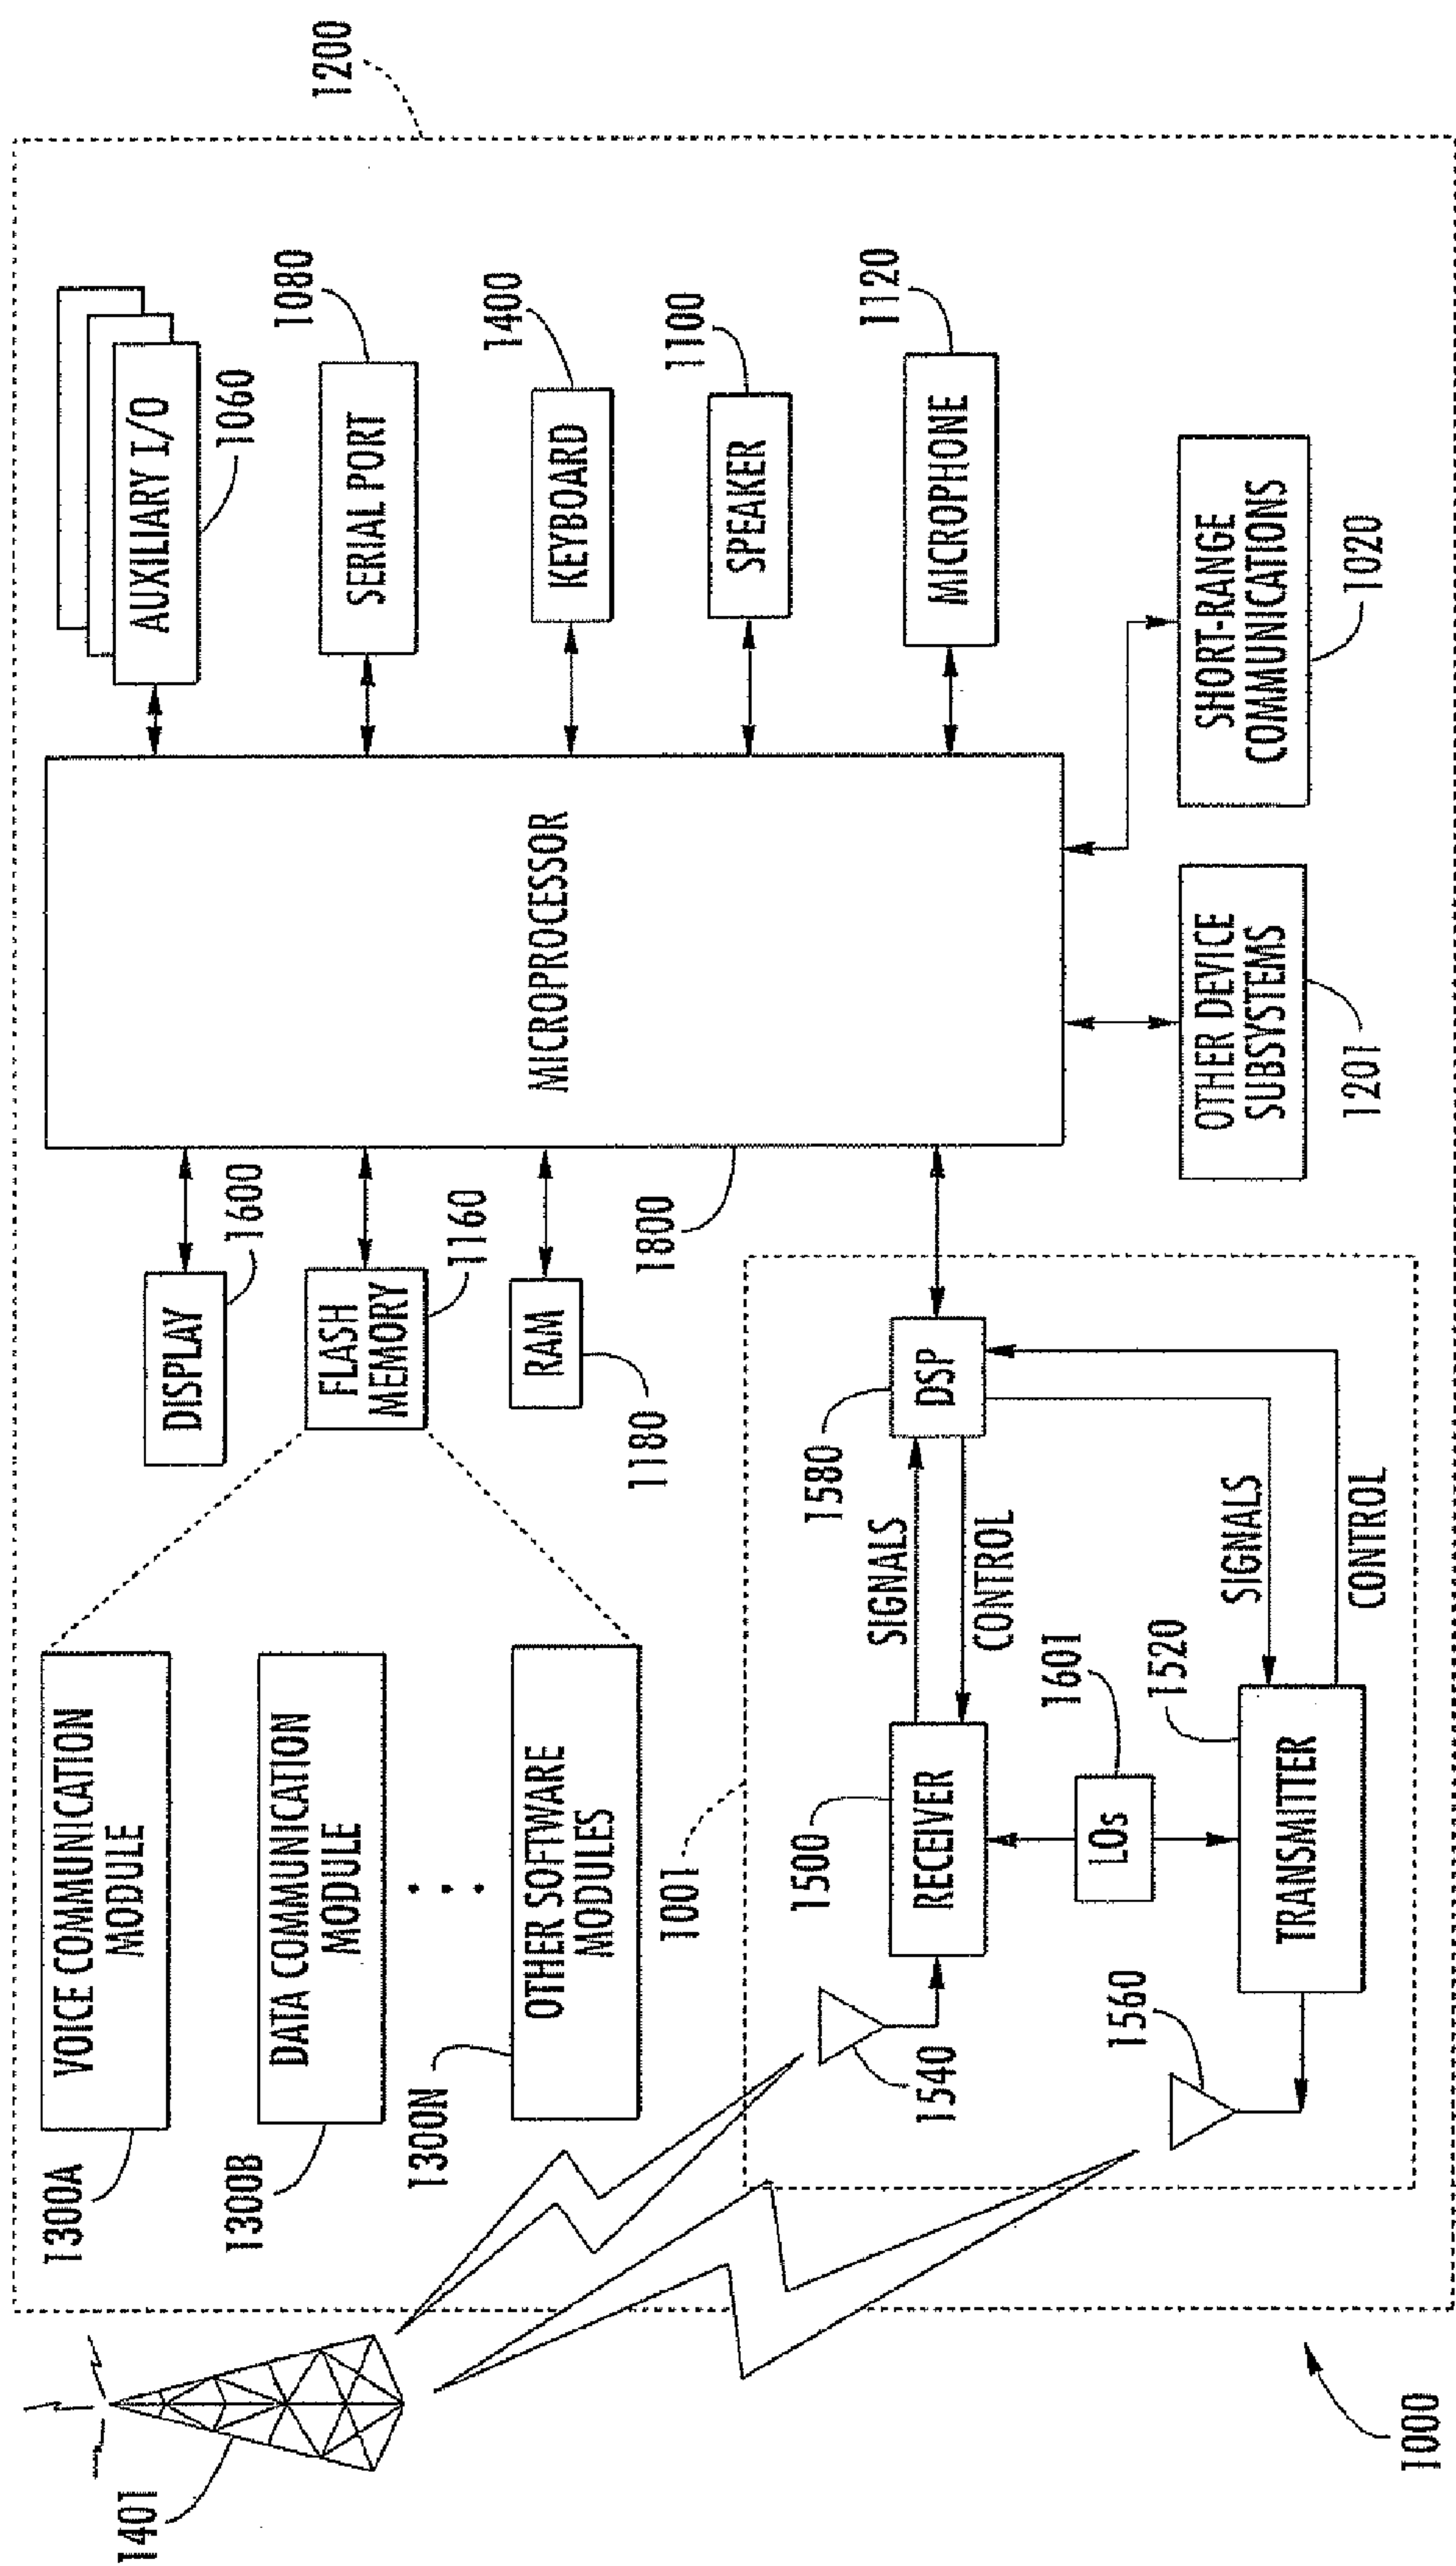 1200
VOICE COMMUNICATION
MODULE
1300A
DATA COMMUNICATION
MODULE
1300B
OTHER SOFTWARE
MODULES
1300N
DISPLAY
1600
FLASH
MEMORY
1160
RAM
1180
MICROPROCESSOR
1800
AUXILIARY I/O
1060
SERIAL PORT
1080
KEYBOARD
1400
SPEAKER
1100
MICROPHONE
1120
1401
1001
1500
RECEIVER
1540
SIGNALS
CONTROL
1580
DSP
LOs
1601
1520
TRANSMITTER
1560
SIGNALS
CONTROL
OTHER DEVICE
SUBSYSTEMS
1201
SHORT-RANGE
COMMUNICATIONS
1020
1000